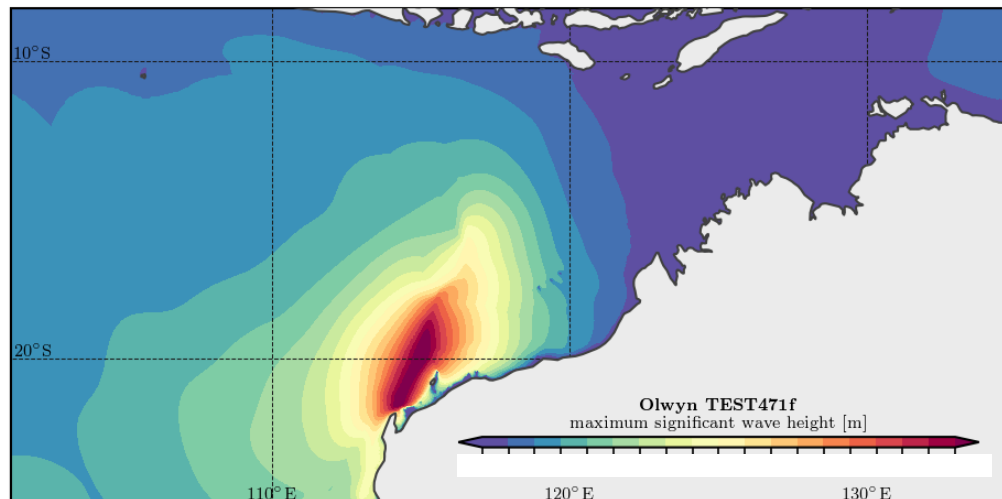 10°S
20°S
Olwyn TEST471f
maximum significant wave height [m]
110°E 120°E 130°E